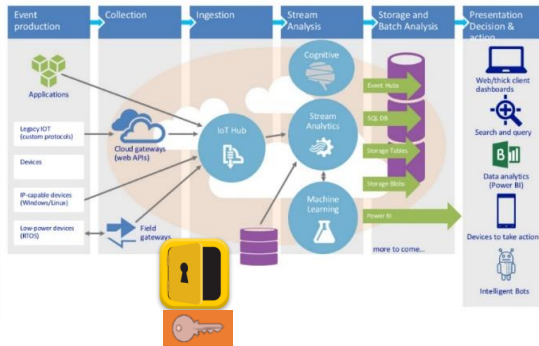 Event
production
Collection
Ingestion
Stream
Analysis
Storage and
Batch Analysis
Presentation
Decision &
action
Applications
Legacy IOT
(custom protocols)
Devices
IP-capable devices
(Windows/Linux)
Low-power devices
(RTOS)
Cloud gateways
(web APIs)
Field
gateways
IoT Hub
Cognitive
Stream
Analytics
Machine
Learning
Event Hubs
SQL DB
Storage Tables
Storage Blobs
Power BI
more to come...
Web/thick client
dashboards
Search and query
Data analytics
(Power BI)
Devices to take action
Intelligent Bots